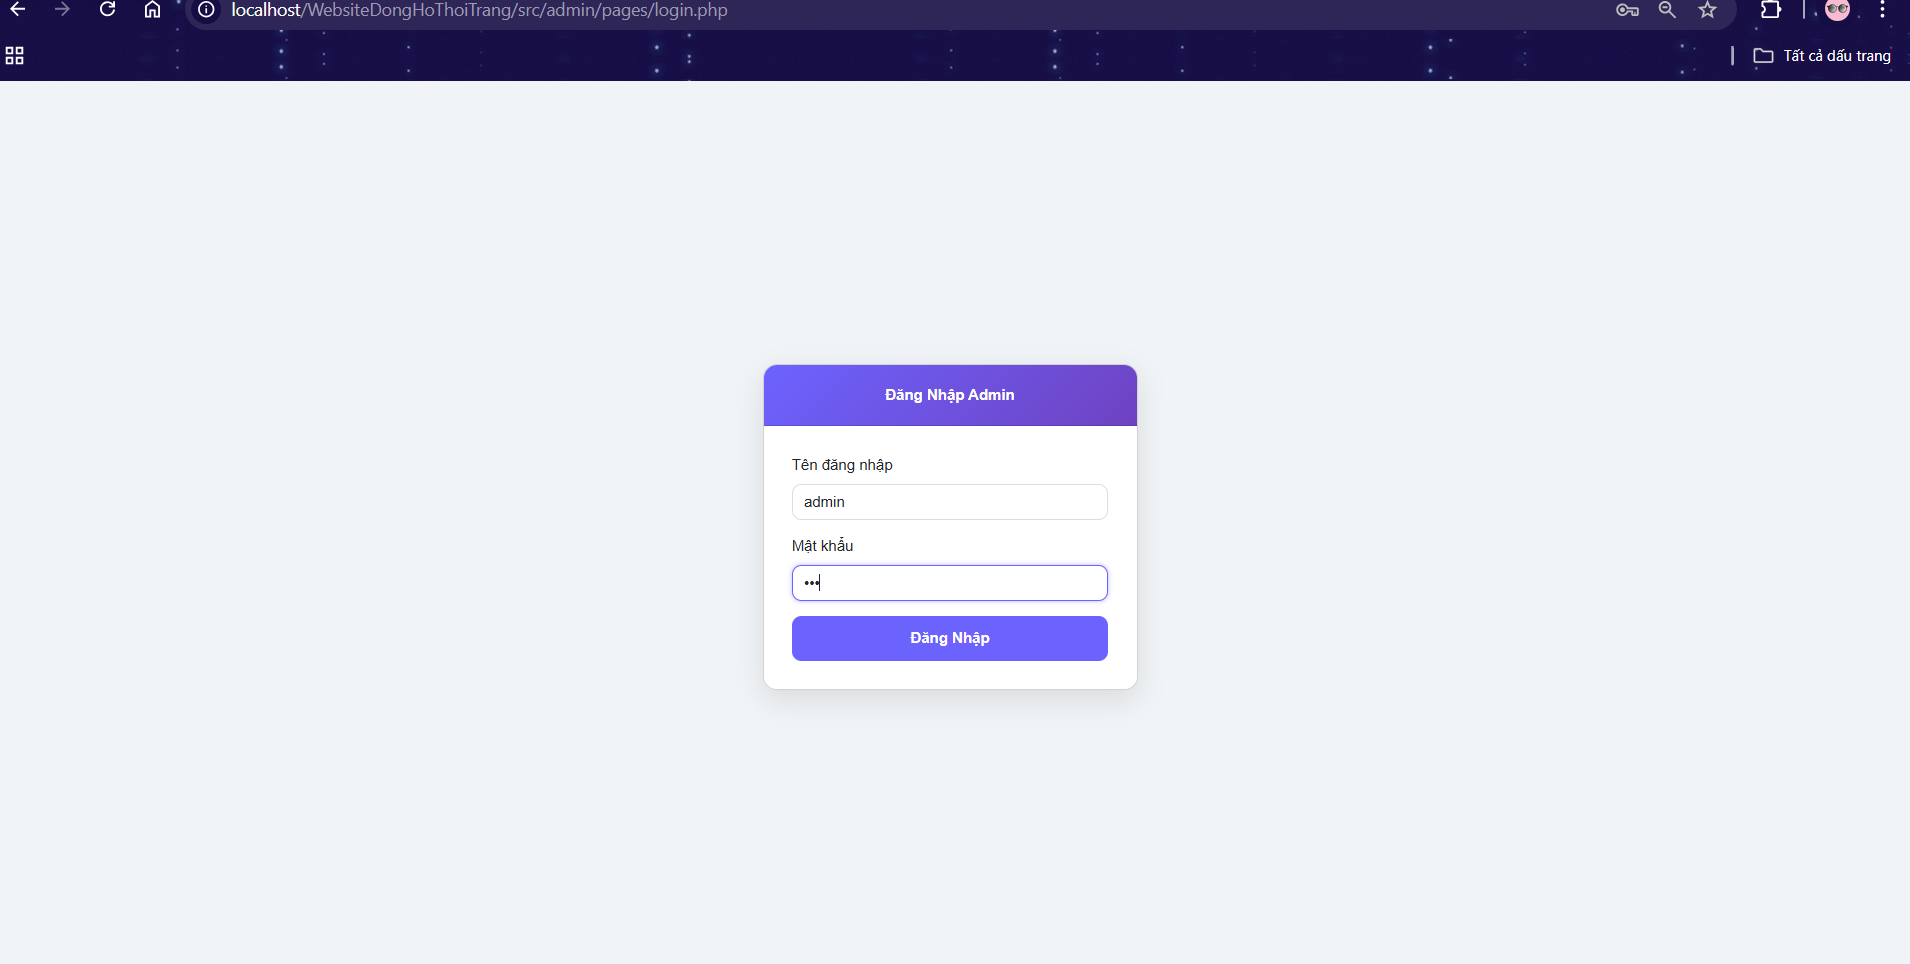 localhost/WebsiteDongHoThoiTrang/src/admin/pages/login.php
Tất cả dấu trang
Đăng Nhập Admin
Tên đăng nhập
admin
Mật khẩu
•••
Đăng Nhập